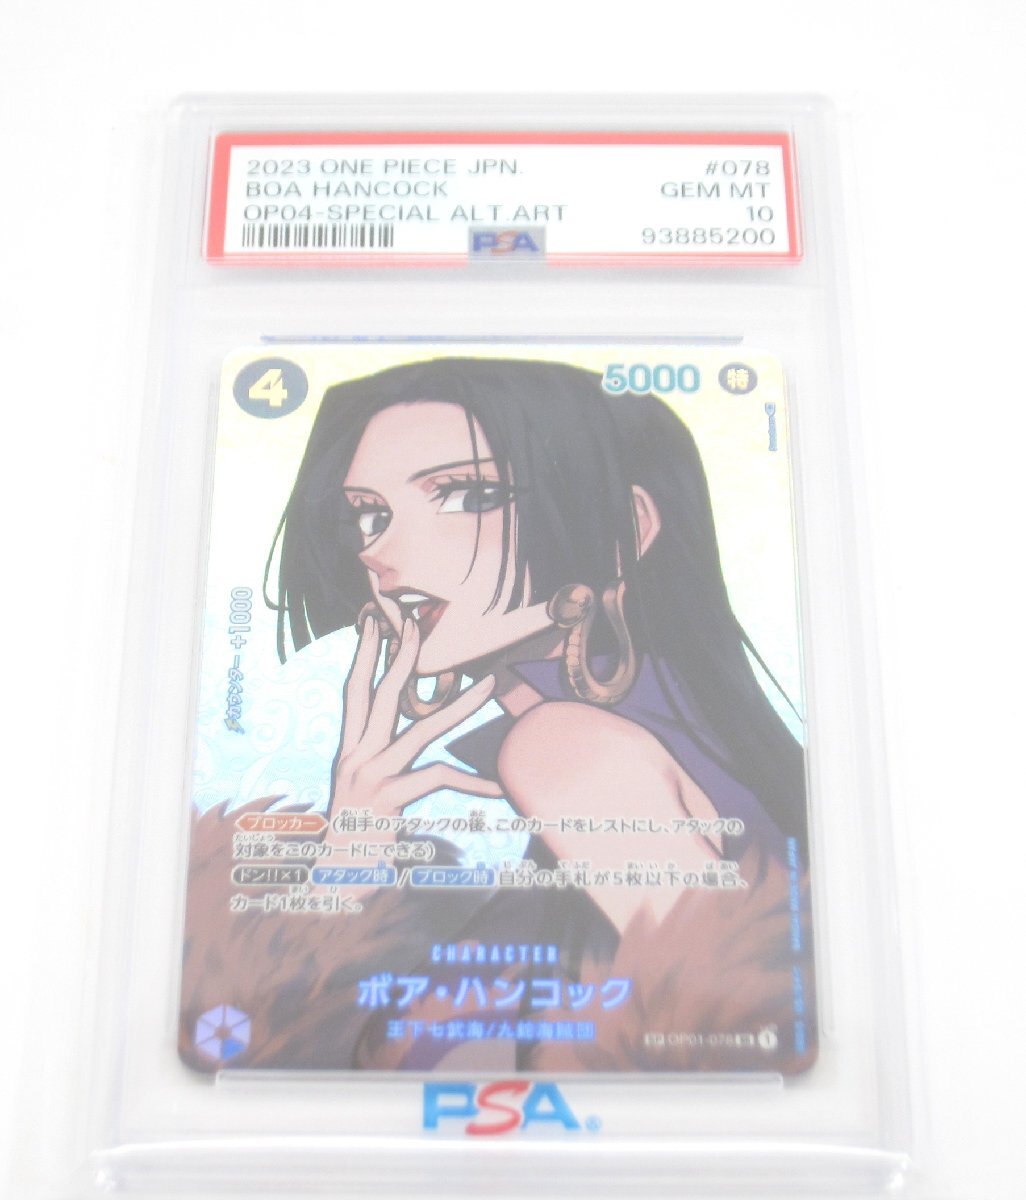 2023 ONE PIECE JPN. #078
BOA HANCOCK GEM MT
OP04-SPECIAL ALT.ART 10
PSA 93885200
4
5000 特
カウンター +1000
ブロッカー (相手のアタックの後、このカードをレストにし、アタックの
対象をこのカードにできる)
ドン!!×1 アタック時 / ブロック時 自分の手札が5枚以下の場合、
カード1枚を引く。
CHARACTER
ボア・ハンコック
王下七武海/九蛇海賊団
SP OP01-078 SR 1
PSA